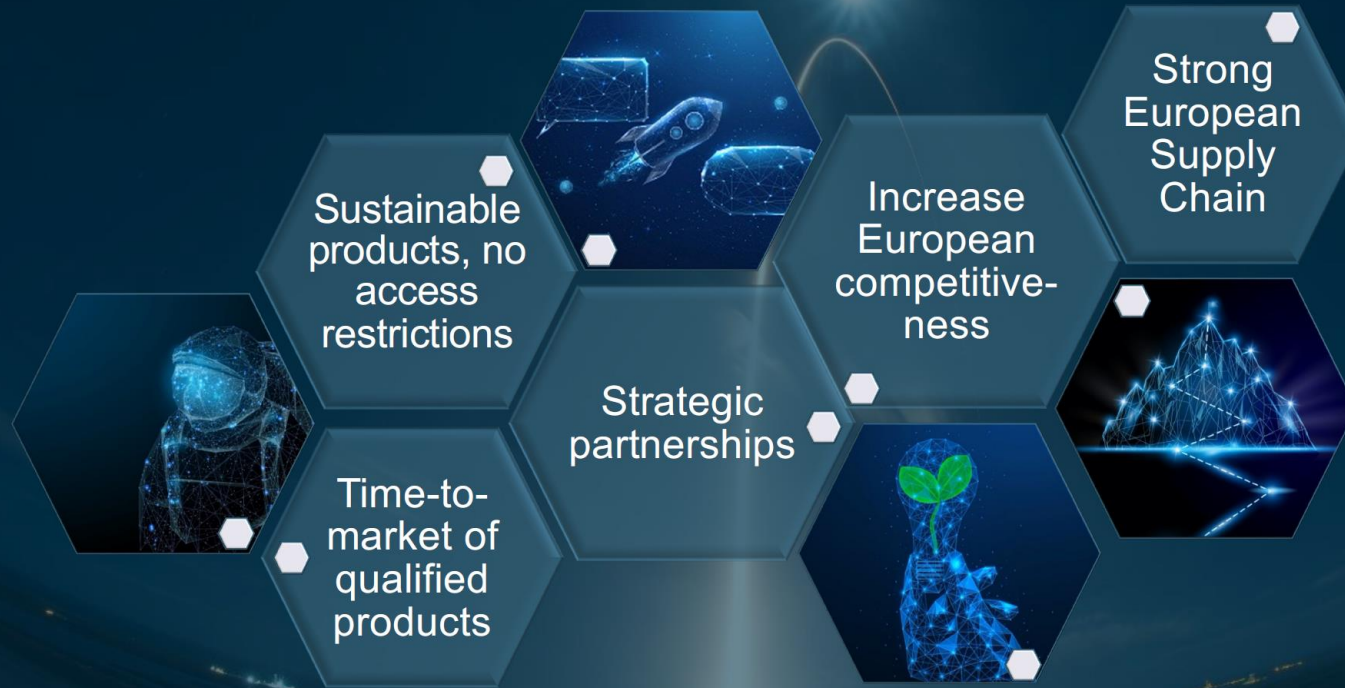 Sustainable
products, no
access
restrictions
Time-to-
market of
qualified
products
Strategic
partnerships
Increase
European
competitive-
ness
Strong
European
Supply
Chain